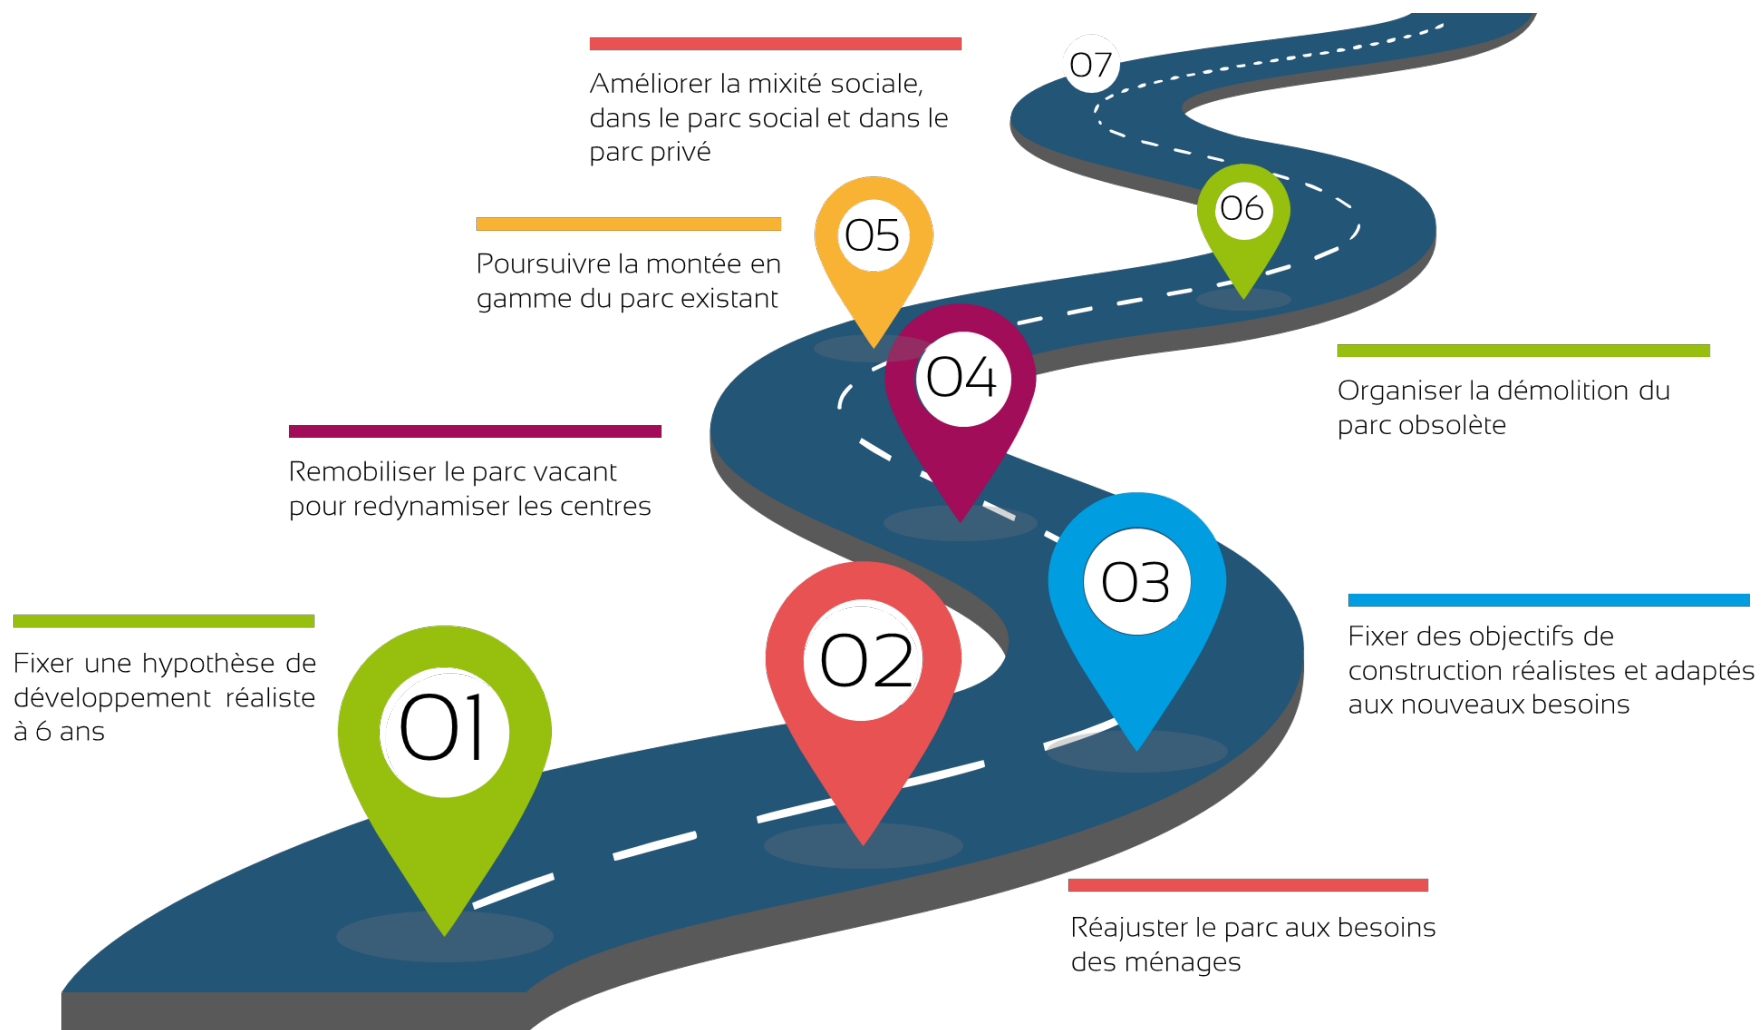 07
Améliorer la mixité sociale,
dans le parc social et dans le
parc privé
06
05
Poursuivre la montée en
gamme du parc existant
04
Organiser la démolition du
parc obsolète
Remobiliser le parc vacant
pour redynamiser les centres
03
02
Fixer des objectifs de
construction réalistes et adaptés
aux nouveaux besoins
01
Fixer une hypothèse de
développement réaliste
à 6 ans
Réajuster le parc aux besoins
des ménages